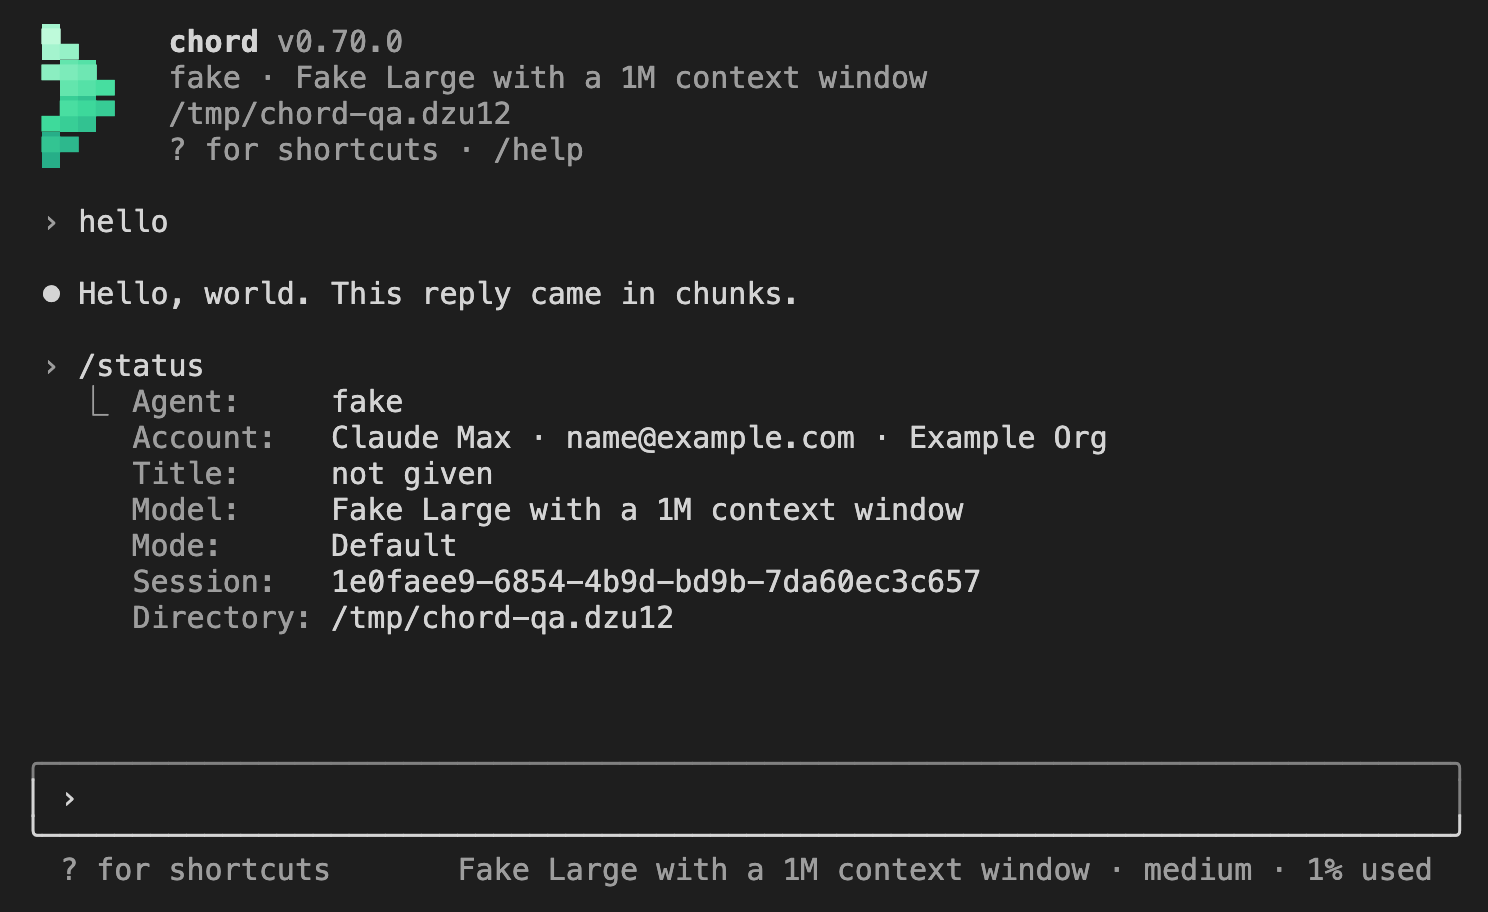 chord v0.70.0
fake · Fake Large with a 1M context window
/tmp/chord-qa.dzu12
? for shortcuts · /help
› hello
● Hello, world. This reply came in chunks.
› /status
⎿ Agent: fake
Account: Claude Max · name@example.com · Example Org
Title: not given
Model: Fake Large with a 1M context window
Mode: Default
Session: 1e0faee9-6854-4b9d-bd9b-7da60ec3c657
Directory: /tmp/chord-qa.dzu12
›
? for shortcuts Fake Large with a 1M context window · medium · 1% used